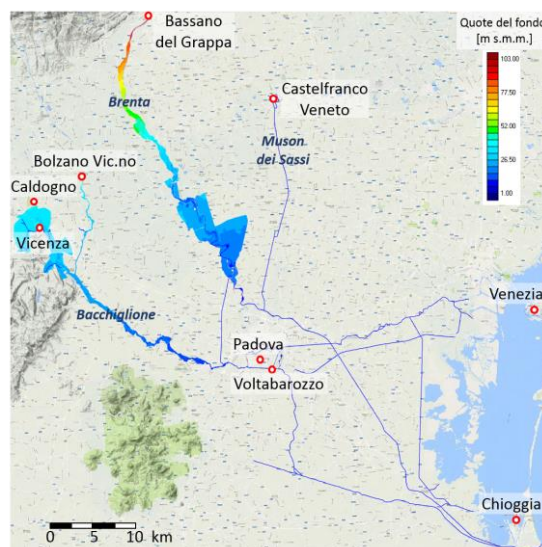 Bassano
del Grappa
Quote del fondo
[m s.m.m.]
103.00
77.50
52.00
26.50
1.00
Brenta
Castelfranco
Veneto
Muson
dei Sassi
Bolzano Vic.no
Caldogno
Vicenza
Bacchiglione
Venezia
Padova
Voltabarozzo
Chioggia
0 5 10 km